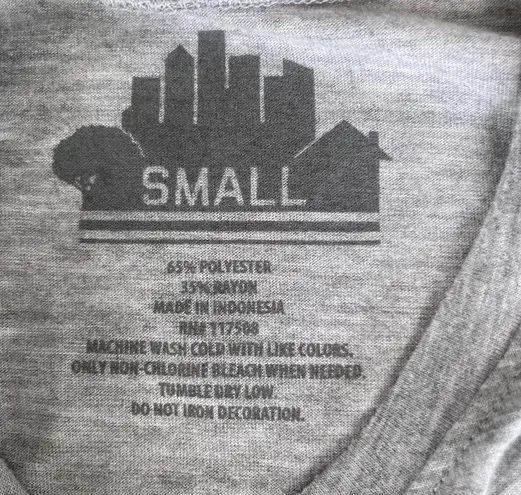 SMALL
65% POLYESTER
35% RAYON
MADE IN INDONESIA
RN# 117508
MACHINE WASH COLD WITH LIKE COLORS.
ONLY NON-CHLORINE BLEACH WHEN NEEDED.
TUMBLE DRY LOW.
DO NOT IRON DECORATION.